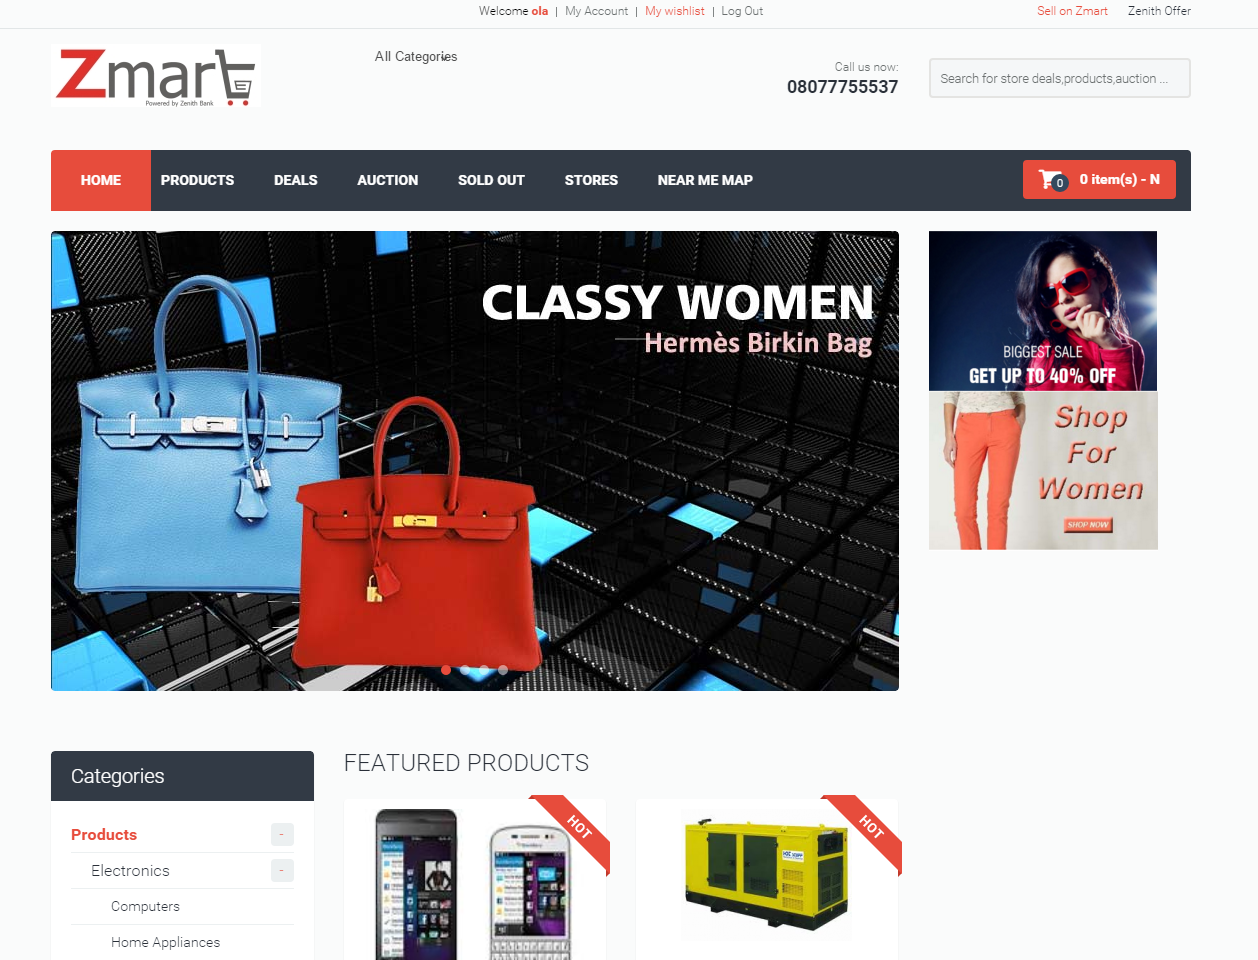 Welcome ola | My Account | My wishlist | Log Out
Sell on Zmart Zenith Offer
Zmart
Powered by Zenith Bank
All Categories
Call us now:
08077755537
Search for store deals,products,auction ...
HOME PRODUCTS DEALS AUCTION SOLD OUT STORES NEAR ME MAP
0 0 item(s) - N
CLASSY WOMEN
Hermès Birkin Bag
BIGGEST SALE
GET UP TO 40% OFF
Shop
For
Women
SHOP NOW
Categories
Products -
Electronics -
Computers
Home Appliances
FEATURED PRODUCTS
HOT
HOT